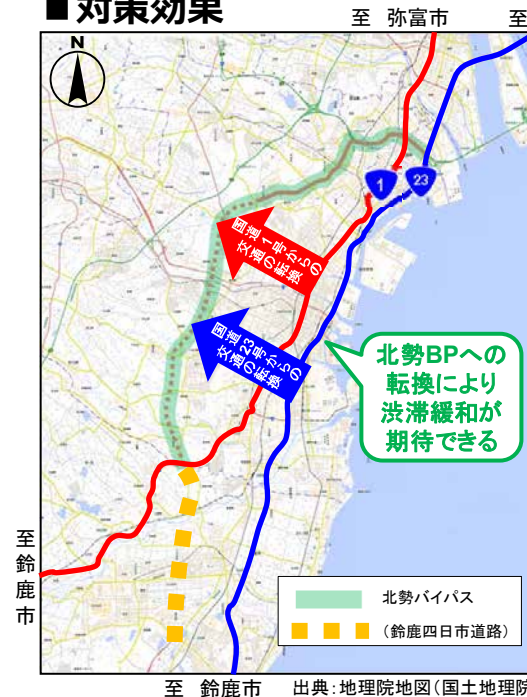 ■対策効果
至 弥富市
至
N
1
23
国道1号からの
交通の転換
国道23号からの
交通の転換
北勢BPへの
転換により
渋滞緩和が
期待できる
至鈴鹿市
北勢バイパス
(鈴鹿四日市道路)
至 鈴鹿市
出典:地理院地図(国土地理院